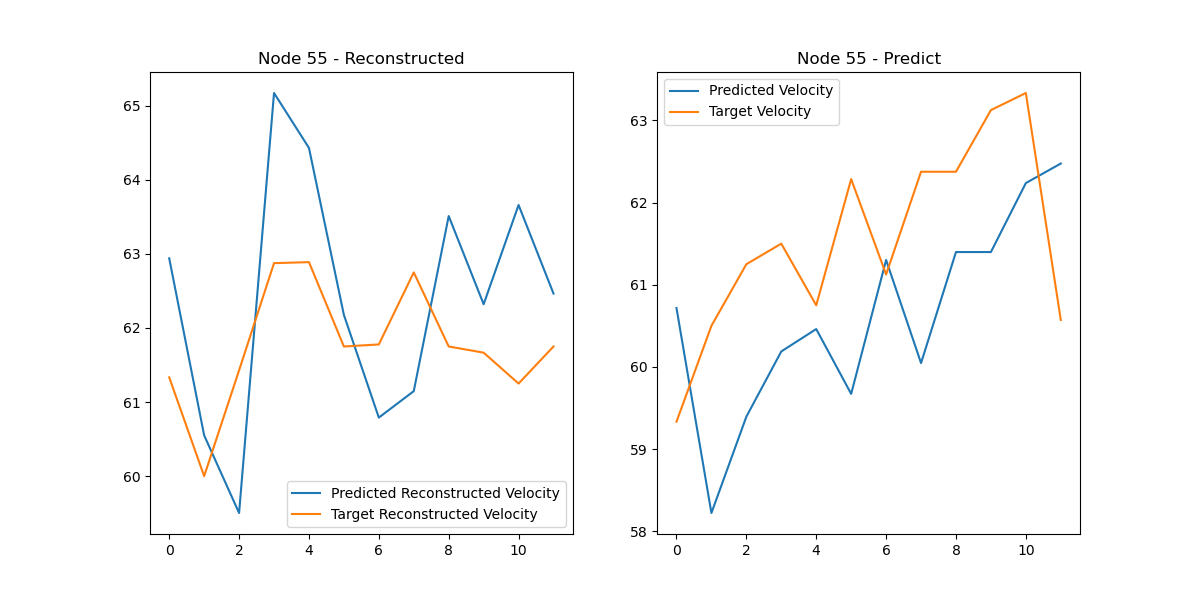 Node 55 - Reconstructed
65
64
63
62
61
60
0 2 4 6 8 10
Predicted Reconstructed Velocity
Target Reconstructed Velocity
Node 55 - Predict
Predicted Velocity
Target Velocity
63
62
61
60
59
58
0 2 4 6 8 10